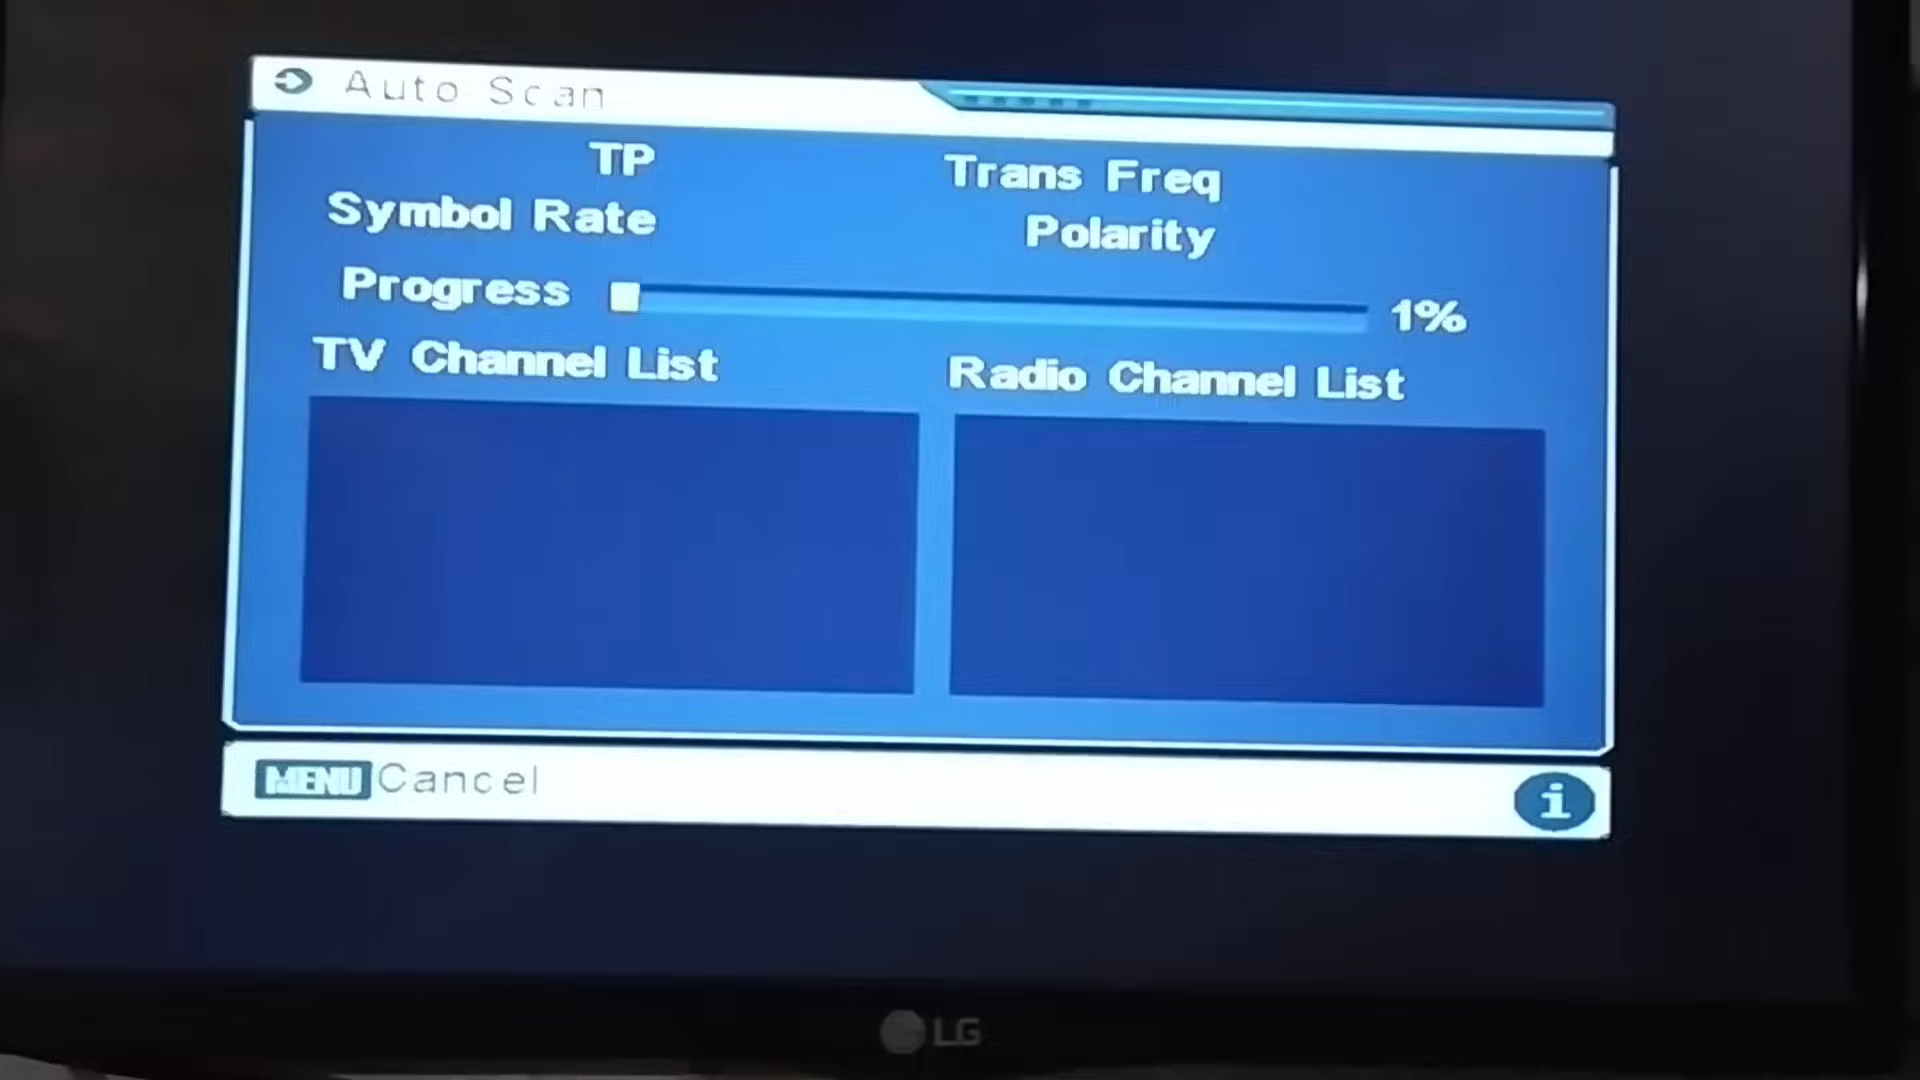 Auto Scan
TP
Trans Freq
Symbol Rate
Polarity
Progress
1%
TV Channel List
Radio Channel List
MENU Cancel
i
LG